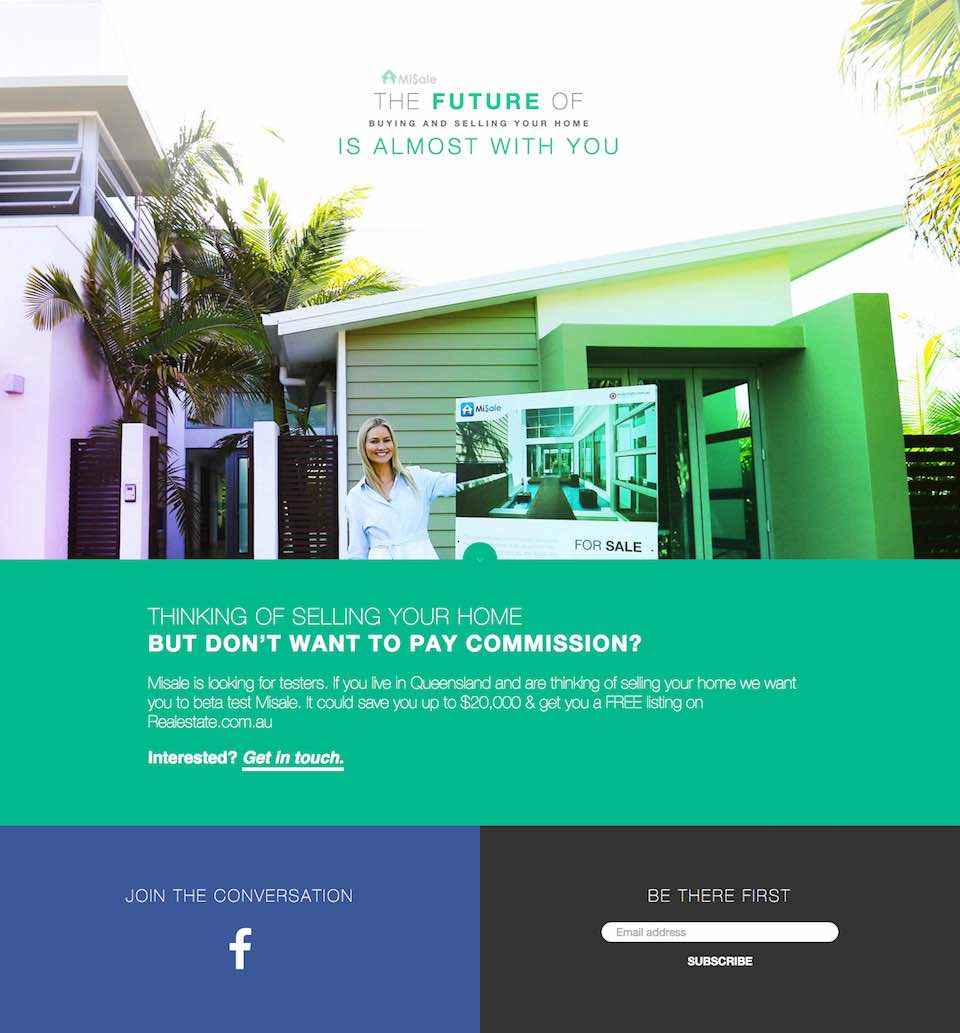 Mi$ale
THE FUTURE OF
BUYING AND SELLING YOUR HOME
IS ALMOST WITH YOU
Mi$ale
FOR SALE
THINKING OF SELLING YOUR HOME
BUT DON'T WANT TO PAY COMMISSION?
Misale is looking for testers. If you live in Queensland and are thinking of selling your home we want
you to beta test Misale. It could save you up to $20,000 & get you a FREE listing on
Realestate.com.au
Interested? Get in touch.
JOIN THE CONVERSATION
BE THERE FIRST
Email address
SUBSCRIBE